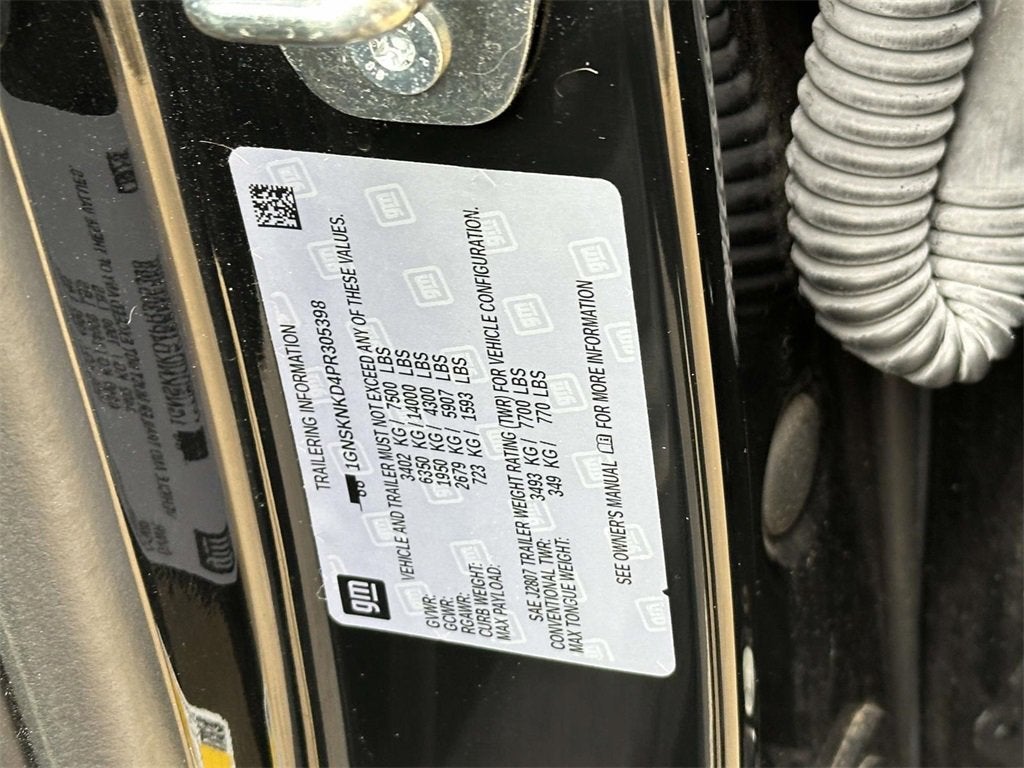 TRAILERING INFORMATION
1GNSKNKD4PR305398
gm
VEHICLE AND TRAILER MUST NOT EXCEED ANY OF THESE VALUES.
GVWR: 3402 KG / 7500 LBS
GCWR: 6350 KG / 14000 LBS
RGAWR: 1950 KG / 4300 LBS
CURB WEIGHT: 2679 KG / 5907 LBS
MAX PAYLOAD: 723 KG / 1593 LBS
SAE J2807 TRAILER WEIGHT RATING (TWR) FOR VEHICLE CONFIGURATION.
CONVENTIONAL TWR: 3493 KG / 7700 LBS
MAX TONGUE WEIGHT: 349 KG / 770 LBS
SEE OWNER'S MANUAL FOR MORE INFORMATION